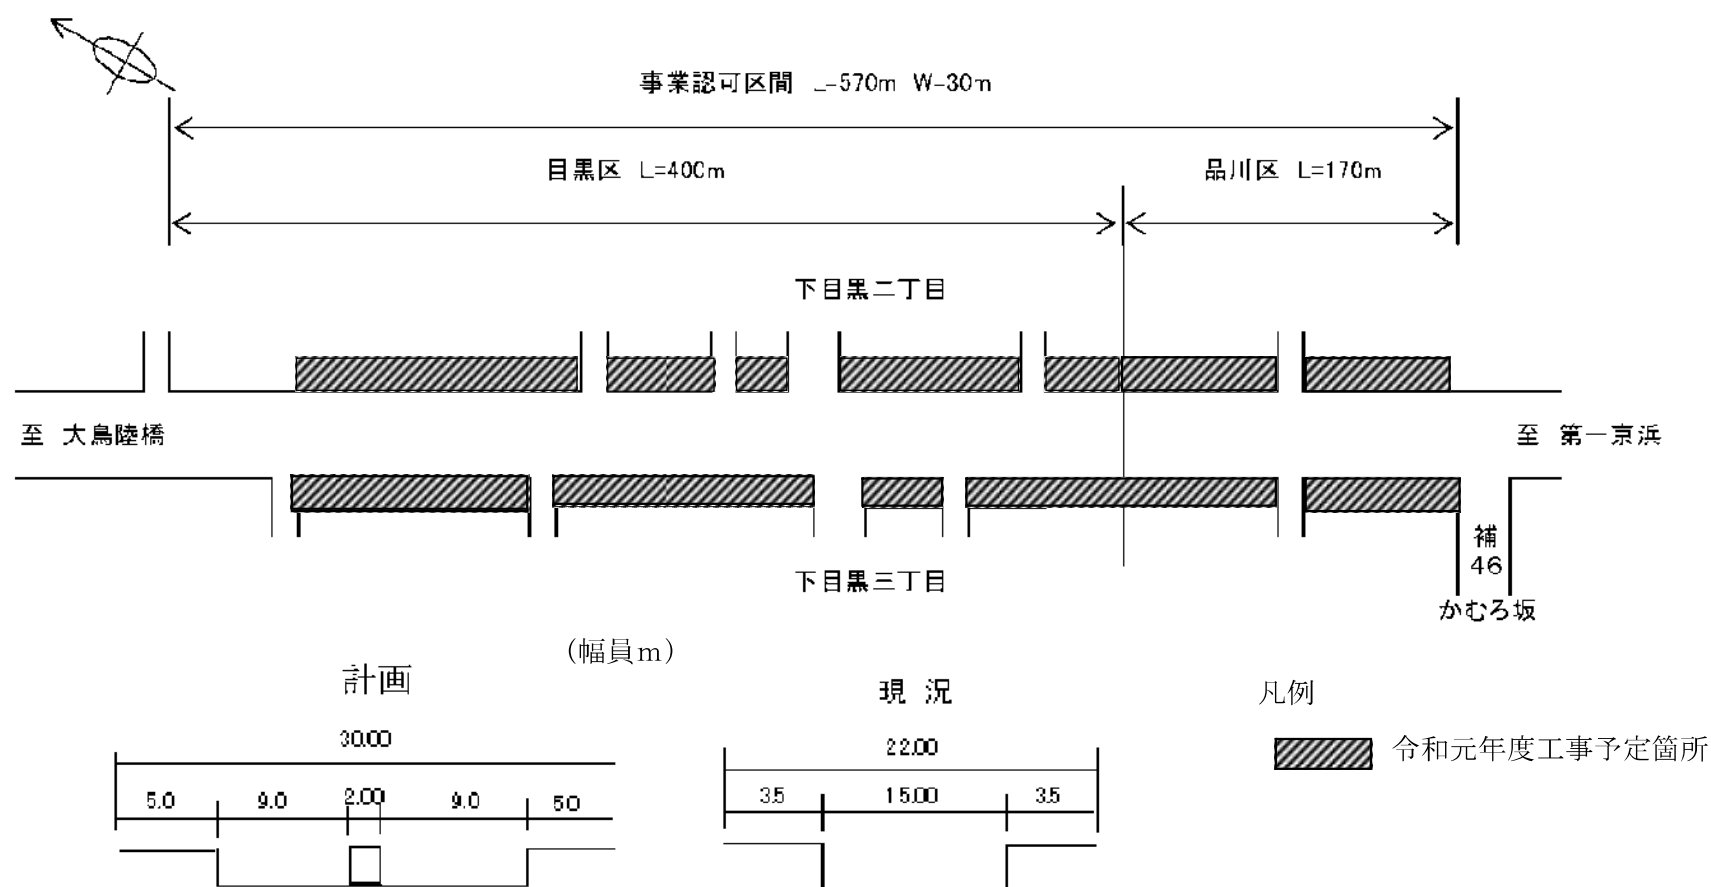 事業認可区間 L=570m W=30m
目黒区 L=400m
品川区 L=170m
下目黒二丁目
至 大鳥陸橋
至 第一京浜
下目黒三丁目
補
46
かむろ坂
（幅員m）
計画
30.00
5.0 9.0 2.00 9.0 5.0
現 況
22.00
3.5 15.00 3.5
凡例
令和元年度工事予定箇所